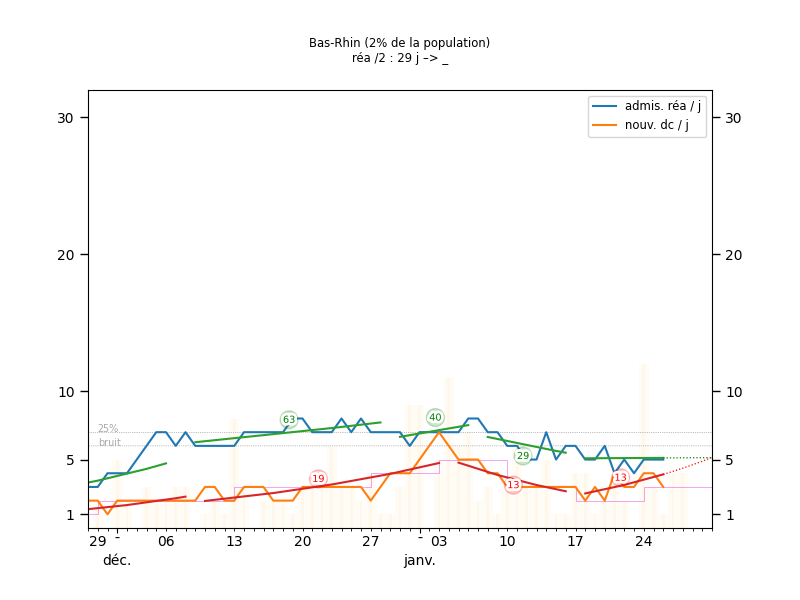 Bas-Rhin (2% de la population)
réa /2 : 29 j –> _
admis. réa / j
nouv. dc / j
30
30
20
20
10
10
63
40
25%
bruit
29
5
5
19
13
13
1
1
29 - 06 13 20 27 - 03 10 17 24
déc. janv.